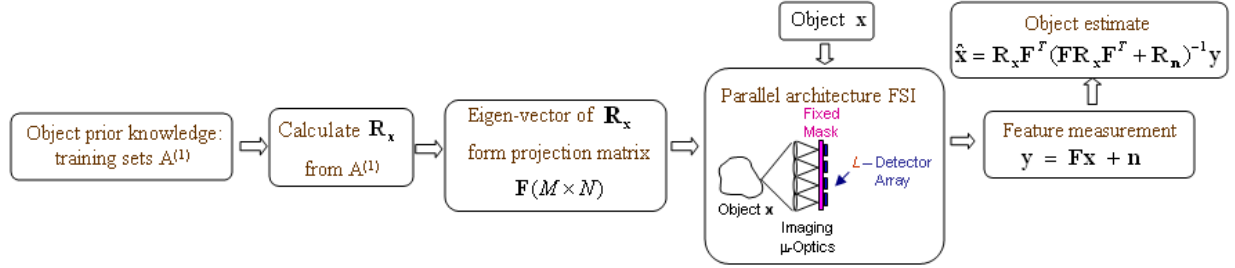 Object prior knowledge:
training sets A⁽¹⁾
Calculate Rₓ
from A⁽¹⁾
Eigen-vector of Rₓ
form projection matrix
F(M × N)
Object x
Parallel architecture FSI
Fixed
Mask
L – Detector
Array
Object x
Imaging
μ-Optics
Object estimate
x̂ = RₓFᵀ(FRₓFᵀ + Rₙ)⁻¹y
Feature measurement
y = Fx + n